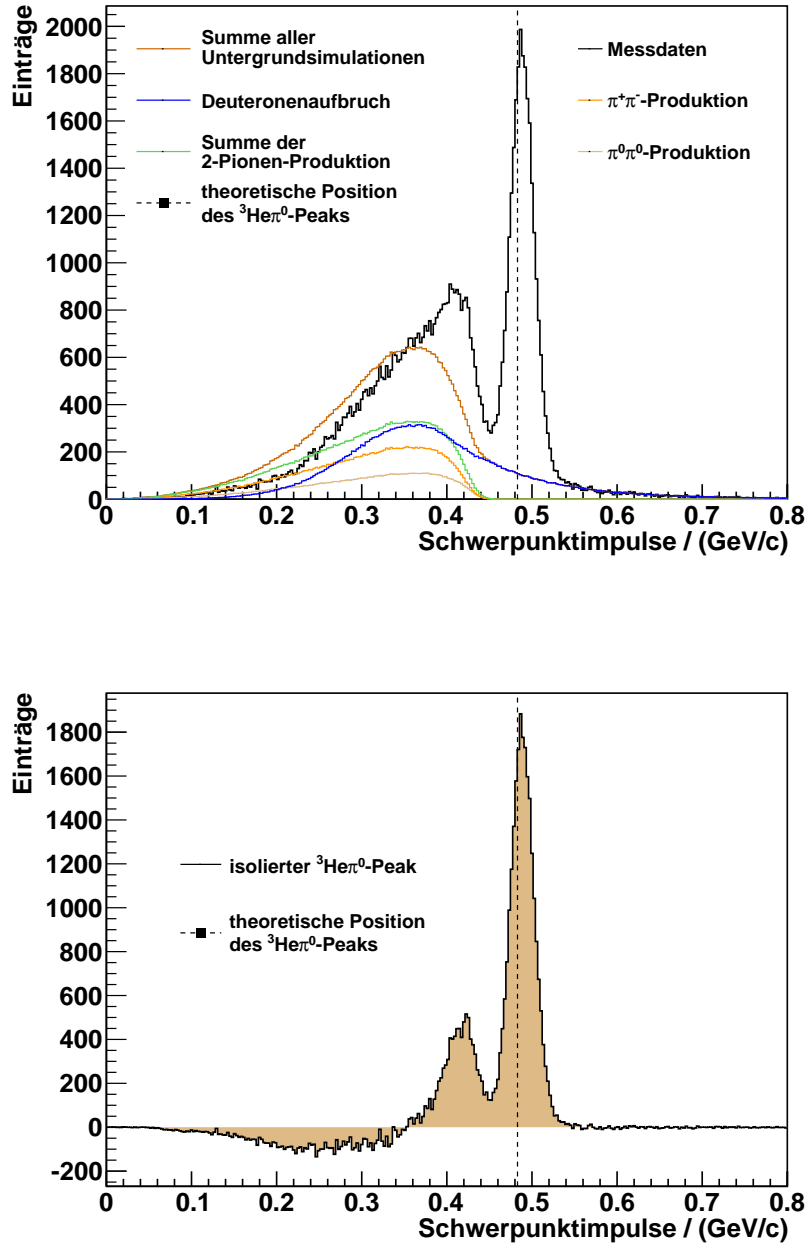 Einträge
2000
1800
1600
1400
1200
1000
800
600
400
200
0
Summe aller
Untergrundsimulationen
Deuteronenaufbruch
Summe der
2-Pionen-Produktion
theoretische Position
des ³Heπ⁰-Peaks
Messdaten
π⁺π⁻-Produktion
π⁰π⁰-Produktion
0 0.1 0.2 0.3 0.4 0.5 0.6 0.7 0.8
Schwerpunktimpulse / (GeV/c)
Einträge
1800
1600
1400
1200
1000
800
600
400
200
0
-200
isolierter ³Heπ⁰-Peak
theoretische Position
des ³Heπ⁰-Peaks
0 0.1 0.2 0.3 0.4 0.5 0.6 0.7 0.8
Schwerpunktimpulse / (GeV/c)